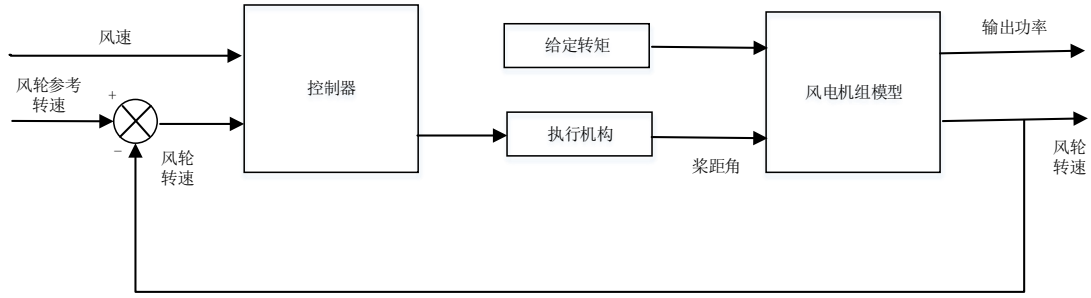 风速
给定转矩
输出功率
风轮参考
转速
+
控制器
风电机组模型
执行机构
−
风轮
转速
桨距角
风轮
转速